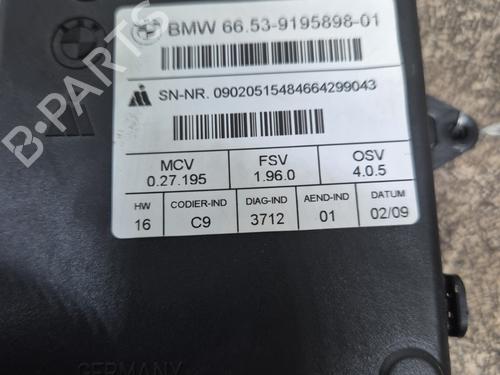 BMW 66.53-9195898-01
SN-NR. 09020515484664299043
MCV FSV OSV
0.27.195 1.96.0 4.0.5
HW CODIER-IND DIAG-IND AEND-IND DATUM
16 C9 3712 01 02/09
B-PARTS
GERMANY